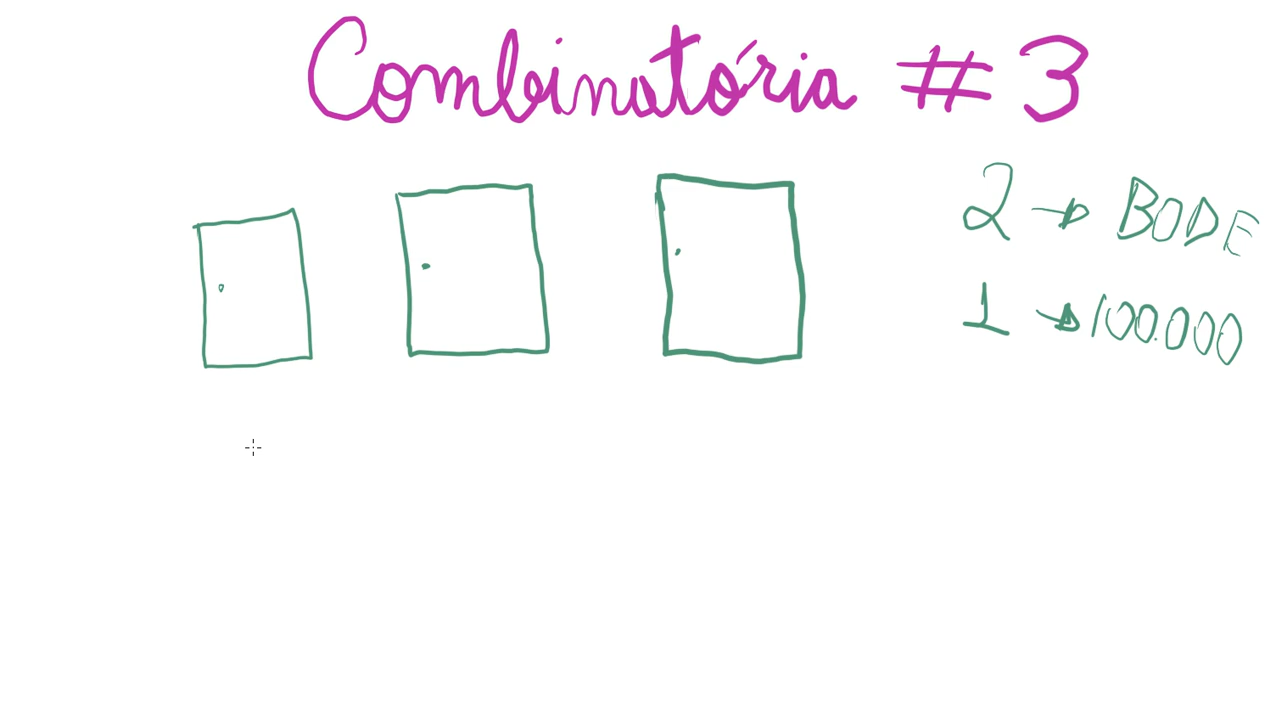 Combinatória #3
2 → BODE
1 → 100.000